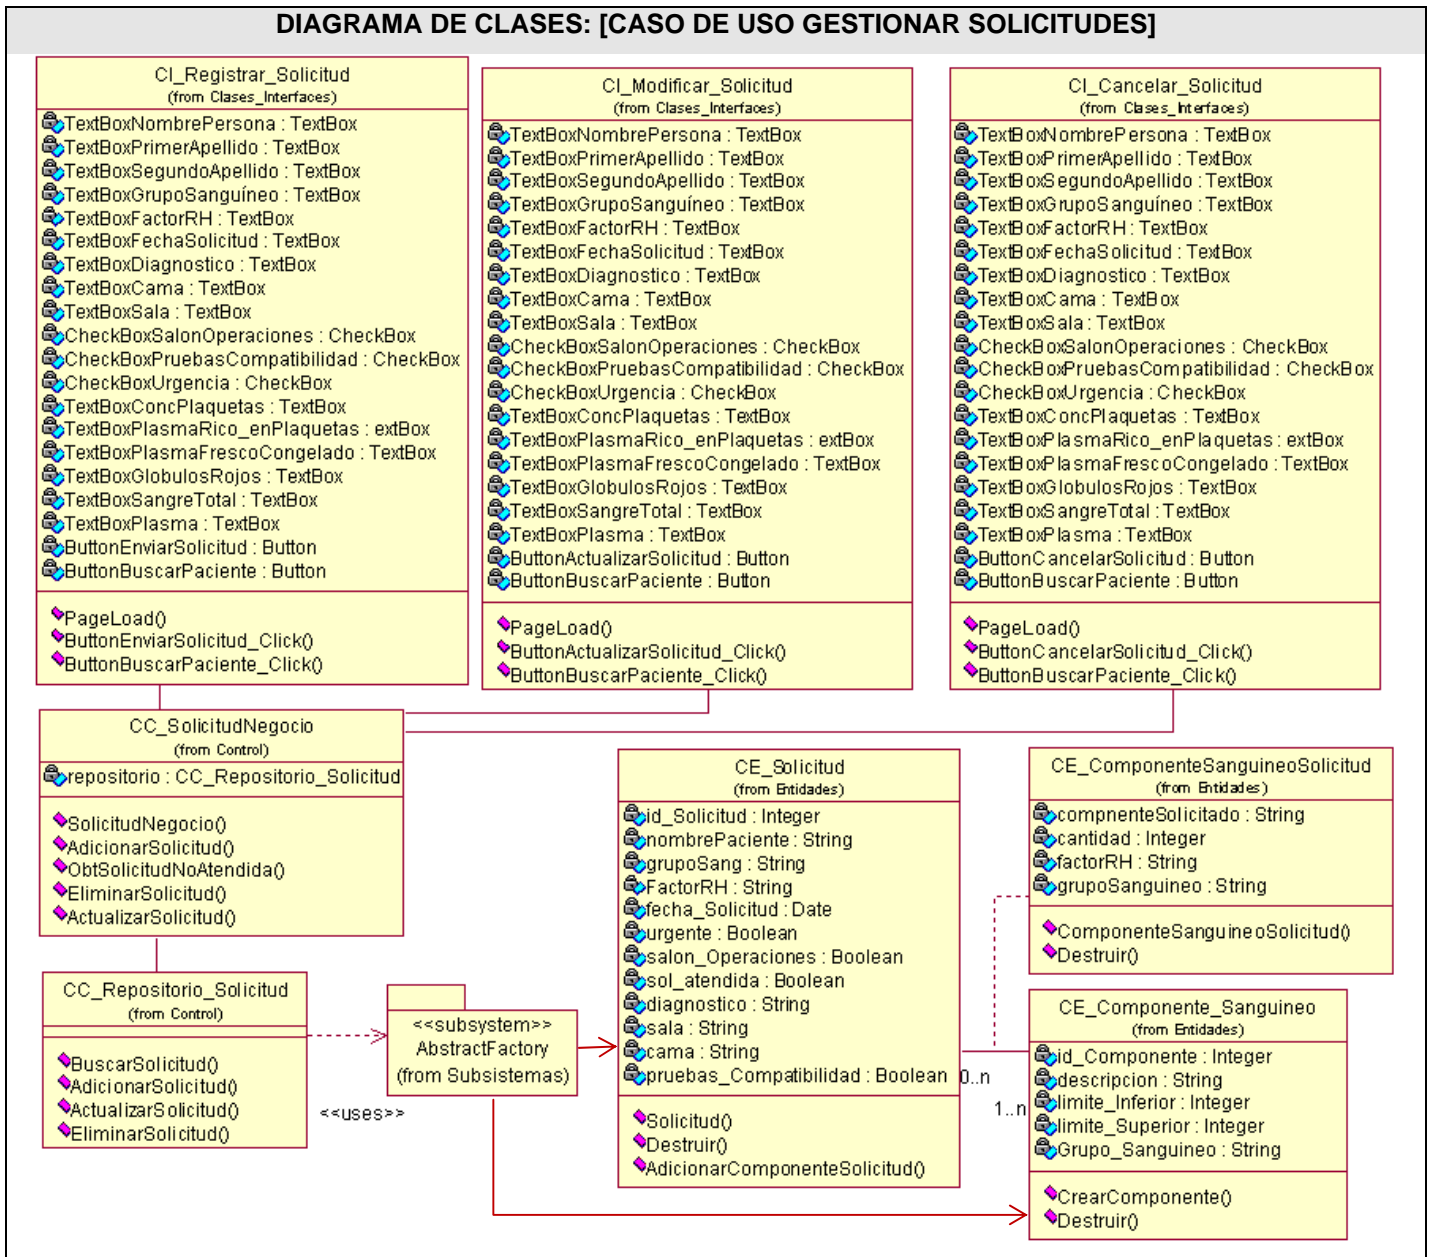 DIAGRAMA DE CLASES: [CASO DE USO GESTIONAR SOLICITUDES]
CI_Registrar_Solicitud
(from Clases_Interfaces)
TextBoxNombrePersona : TextBox
TextBoxPrimerApellido : TextBox
TextBoxSegundoApellido : TextBox
TextBoxGrupoSanguíneo : TextBox
TextBoxFactorRH : TextBox
TextBoxFechaSolicitud : TextBox
TextBoxDiagnostico : TextBox
TextBoxCama : TextBox
TextBoxSala : TextBox
CheckBoxSalonOperaciones : CheckBox
CheckBoxPruebasCompatibilidad : CheckBox
CheckBoxUrgencia : CheckBox
TextBoxConcPlaquetas : TextBox
TextBoxPlasmaRico_enPlaquetas : extBox
TextBoxPlasmaFrescoCongelado : TextBox
TextBoxGlobulosRojos : TextBox
TextBoxSangreTotal : TextBox
TextBoxPlasma : TextBox
ButtonEnviarSolicitud : Button
ButtonBuscarPaciente : Button
PageLoad()
ButtonEnviarSolicitud_Click()
ButtonBuscarPaciente_Click()
CI_Modificar_Solicitud
(from Clases_Interfaces)
TextBoxNombrePersona : TextBox
TextBoxPrimerApellido : TextBox
TextBoxSegundoApellido : TextBox
TextBoxGrupoSanguíneo : TextBox
TextBoxFactorRH : TextBox
TextBoxFechaSolicitud : TextBox
TextBoxDiagnostico : TextBox
TextBoxCama : TextBox
TextBoxSala : TextBox
CheckBoxSalonOperaciones : CheckBox
CheckBoxPruebasCompatibilidad : CheckBox
CheckBoxUrgencia : CheckBox
TextBoxConcPlaquetas : TextBox
TextBoxPlasmaRico_enPlaquetas : extBox
TextBoxPlasmaFrescoCongelado : TextBox
TextBoxGlobulosRojos : TextBox
TextBoxSangreTotal : TextBox
TextBoxPlasma : TextBox
ButtonActualizarSolicitud : Button
ButtonBuscarPaciente : Button
PageLoad()
ButtonActualizarSolicitud_Click()
ButtonBuscarPaciente_Click()
CI_Cancelar_Solicitud
(from Clases_Interfaces)
TextBoxNombrePersona : TextBox
TextBoxPrimerApellido : TextBox
TextBoxSegundoApellido : TextBox
TextBoxGrupoSanguíneo : TextBox
TextBoxFactorRH : TextBox
TextBoxFechaSolicitud : TextBox
TextBoxDiagnostico : TextBox
TextBoxCama : TextBox
TextBoxSala : TextBox
CheckBoxSalonOperaciones : CheckBox
CheckBoxPruebasCompatibilidad : CheckBox
CheckBoxUrgencia : CheckBox
TextBoxConcPlaquetas : TextBox
TextBoxPlasmaRico_enPlaquetas : extBox
TextBoxPlasmaFrescoCongelado : TextBox
TextBoxGlobulosRojos : TextBox
TextBoxSangreTotal : TextBox
TextBoxPlasma : TextBox
ButtonCancelarSolicitud : Button
ButtonBuscarPaciente : Button
PageLoad()
ButtonCancelarSolicitud_Click()
ButtonBuscarPaciente_Click()
CC_SolicitudNegocio
(from Control)
repositorio : CC_Repositorio_Solicitud
SolicitudNegocio()
AdicionarSolicitud()
ObtSolicitudNoAtendida()
EliminarSolicitud()
ActualizarSolicitud()
CC_Repositorio_Solicitud
(from Control)
BuscarSolicitud()
AdicionarSolicitud()
ActualizarSolicitud()
EliminarSolicitud()
<<uses>>
<<subsystem>>
AbstractFactory
(from Subsistemas)
CE_Solicitud
(from Entidades)
id_Solicitud : Integer
nombrePaciente : String
grupoSang : String
FactorRH : String
fecha_Solicitud : Date
urgente : Boolean
salon_Operaciones : Boolean
sol_atendida : Boolean
diagnostico : String
sala : String
cama : String
pruebas_Compatibilidad : Boolean
Solicitud()
Destruir()
AdicionarComponenteSolicitud()
0..n
1..n
CE_ComponenteSanguineoSolicitud
(from Entidades)
compnenteSolicitado : String
cantidad : Integer
factorRH : String
grupoSanguineo : String
ComponenteSanguineoSolicitud()
Destruir()
CE_Componente_Sanguineo
(from Entidades)
id_Componente : Integer
descripcion : String
limite_Inferior : Integer
limite_Superior : Integer
Grupo_Sanguineo : String
CrearComponente()
Destruir()